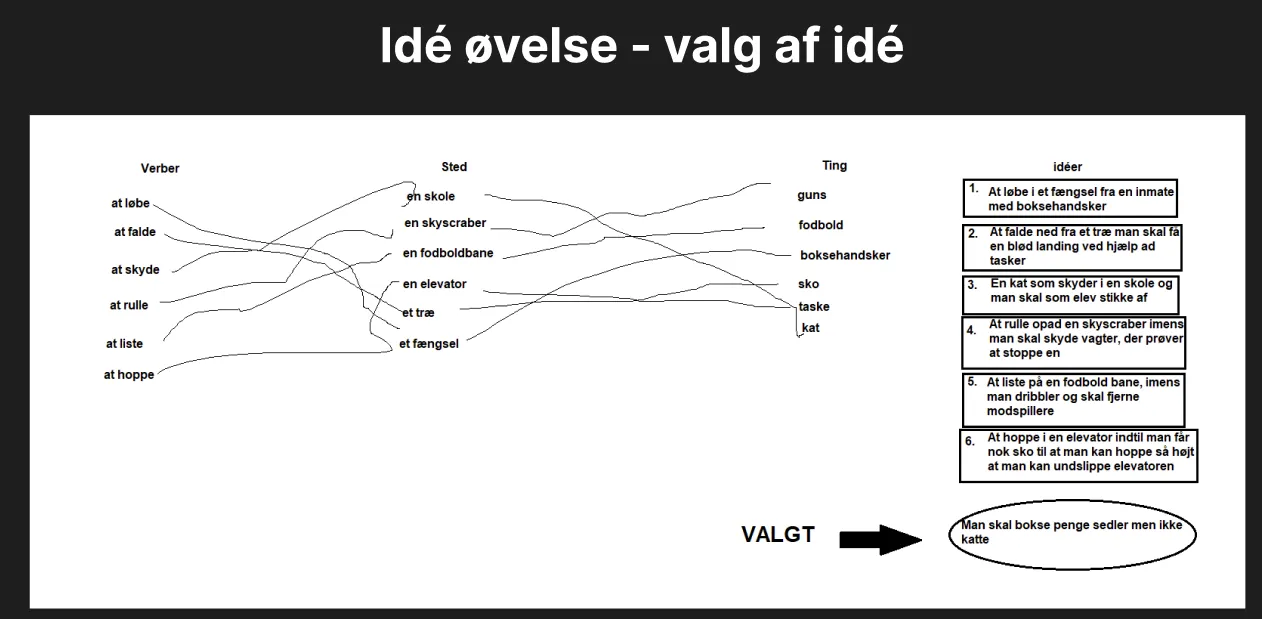 Idé øvelse - valg af idé
Verber
at løbe
at falde
at skyde
at rulle
at liste
at hoppe
Sted
en skole
en skyscraber
en fodboldbane
en elevator
et træ
et fængsel
Ting
guns
fodbold
boksehandsker
sko
taske
kat
idéer
1. At løbe i et fængsel fra en inmate
med boksehandsker
2. At falde ned fra et træ man skal få
en blød landing ved hjælp ad
tasker
3. En kat som skyder i en skole og
man skal som elev stikke af
4. At rulle opad en skyscraber imens
man skal skyde vagter, der prøver
at stoppe en
5. At liste på en fodbold bane, imens
man dribbler og skal fjerne
modspillere
6. At hoppe i en elevator indtil man får
nok sko til at man kan hoppe så højt
at man kan undslippe elevatoren
VALGT
Man skal bokse penge sedler men ikke
katte